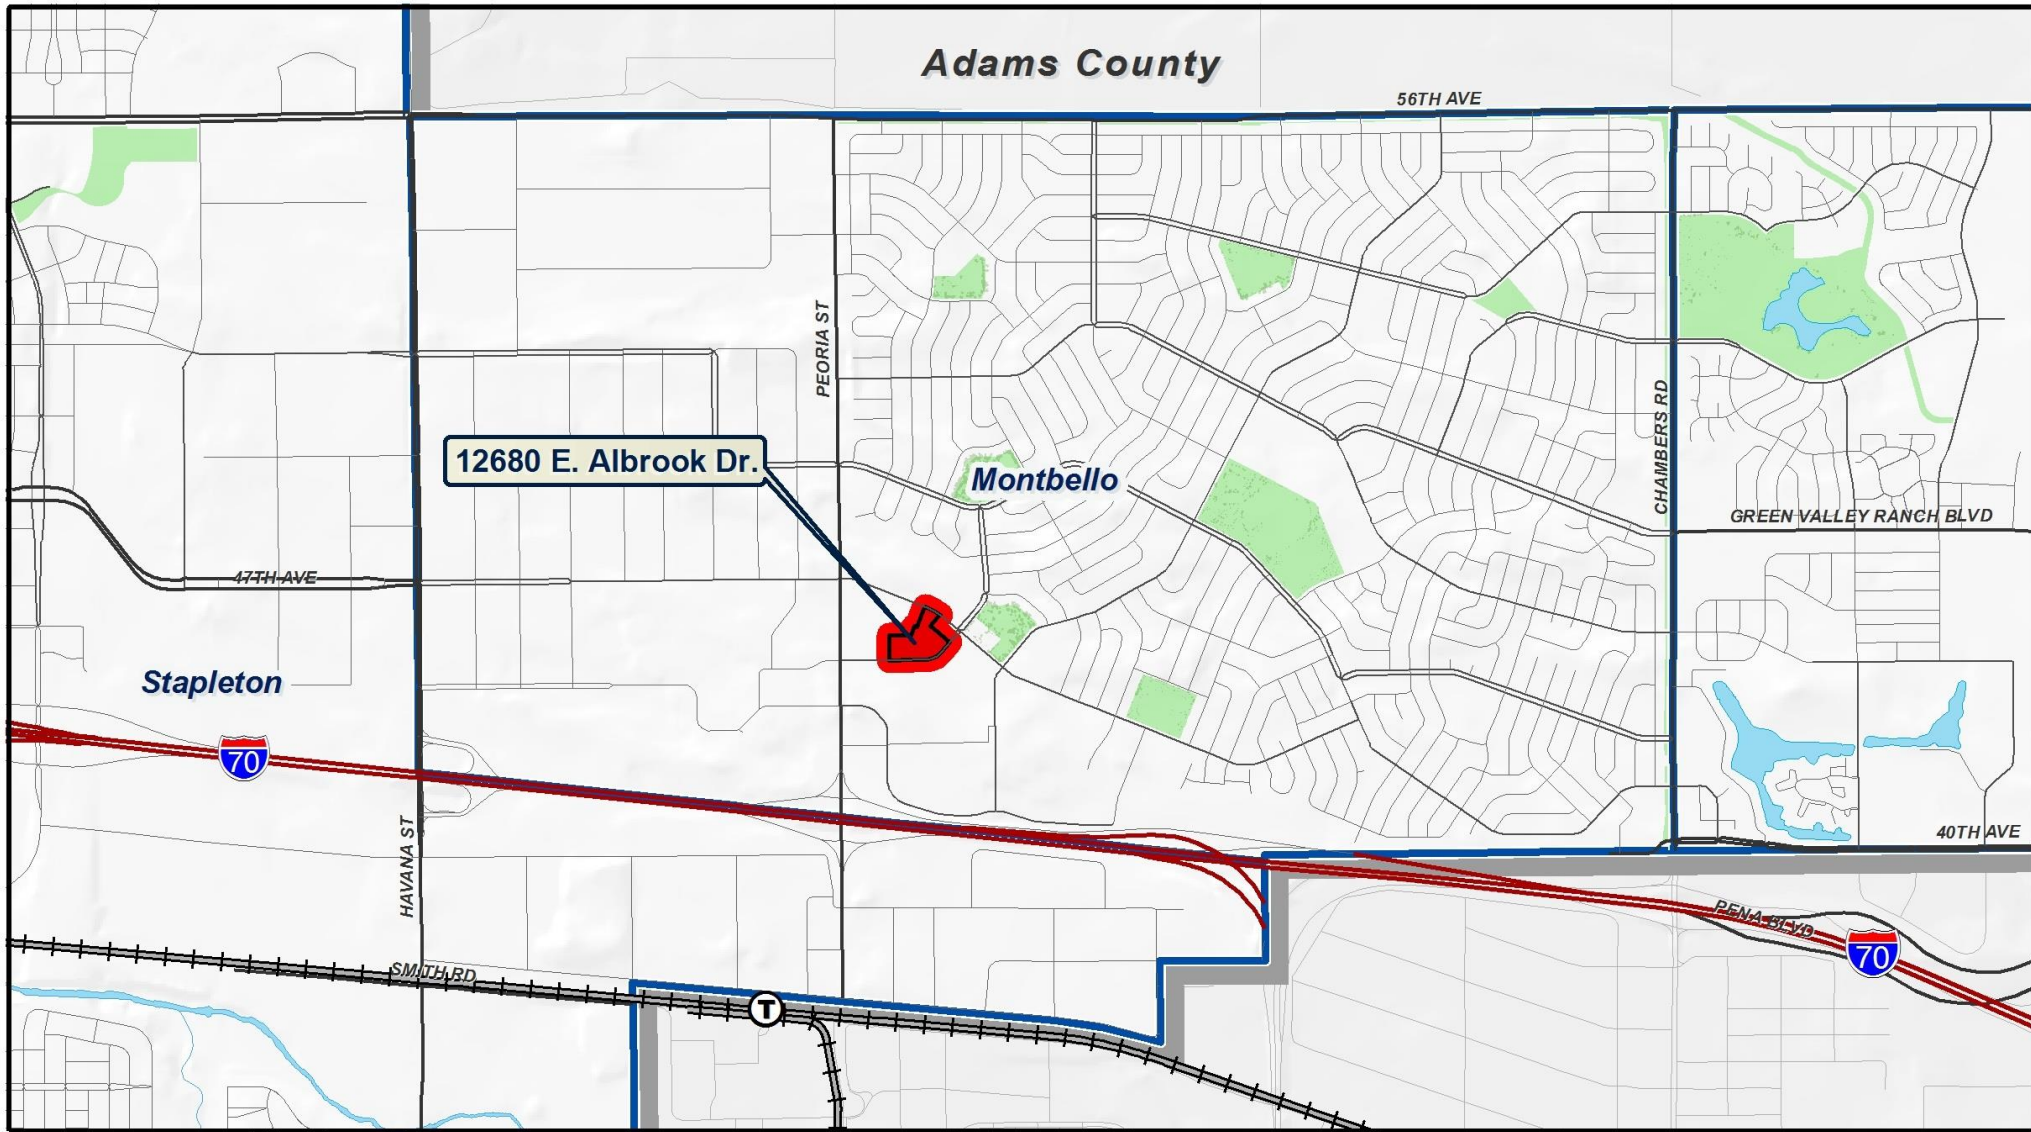 Adams County
56TH AVE
PEORIA ST
CHAMBERS RD
12680 E. Albrook Dr.
Montbello
GREEN VALLEY RANCH BLVD
47TH AVE
Stapleton
70
HAVANA ST
40TH AVE
PENA BLVD
70
SMITH RD
T